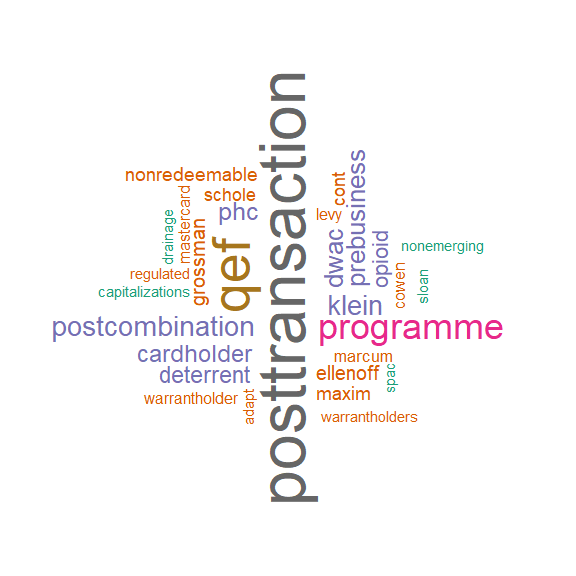 posttransaction
nonredeemable
schole
mastercard
phc
drainage
grossman
qef
regulated
capitalizations
postcombination
cardholder
deterrent
warrantholder
adapt
cont
levy
prebusiness
dwac
opioid
nonemerging
cowen
sloan
klein
programme
marcum
ellenoff
spac
maxim
warrantholders